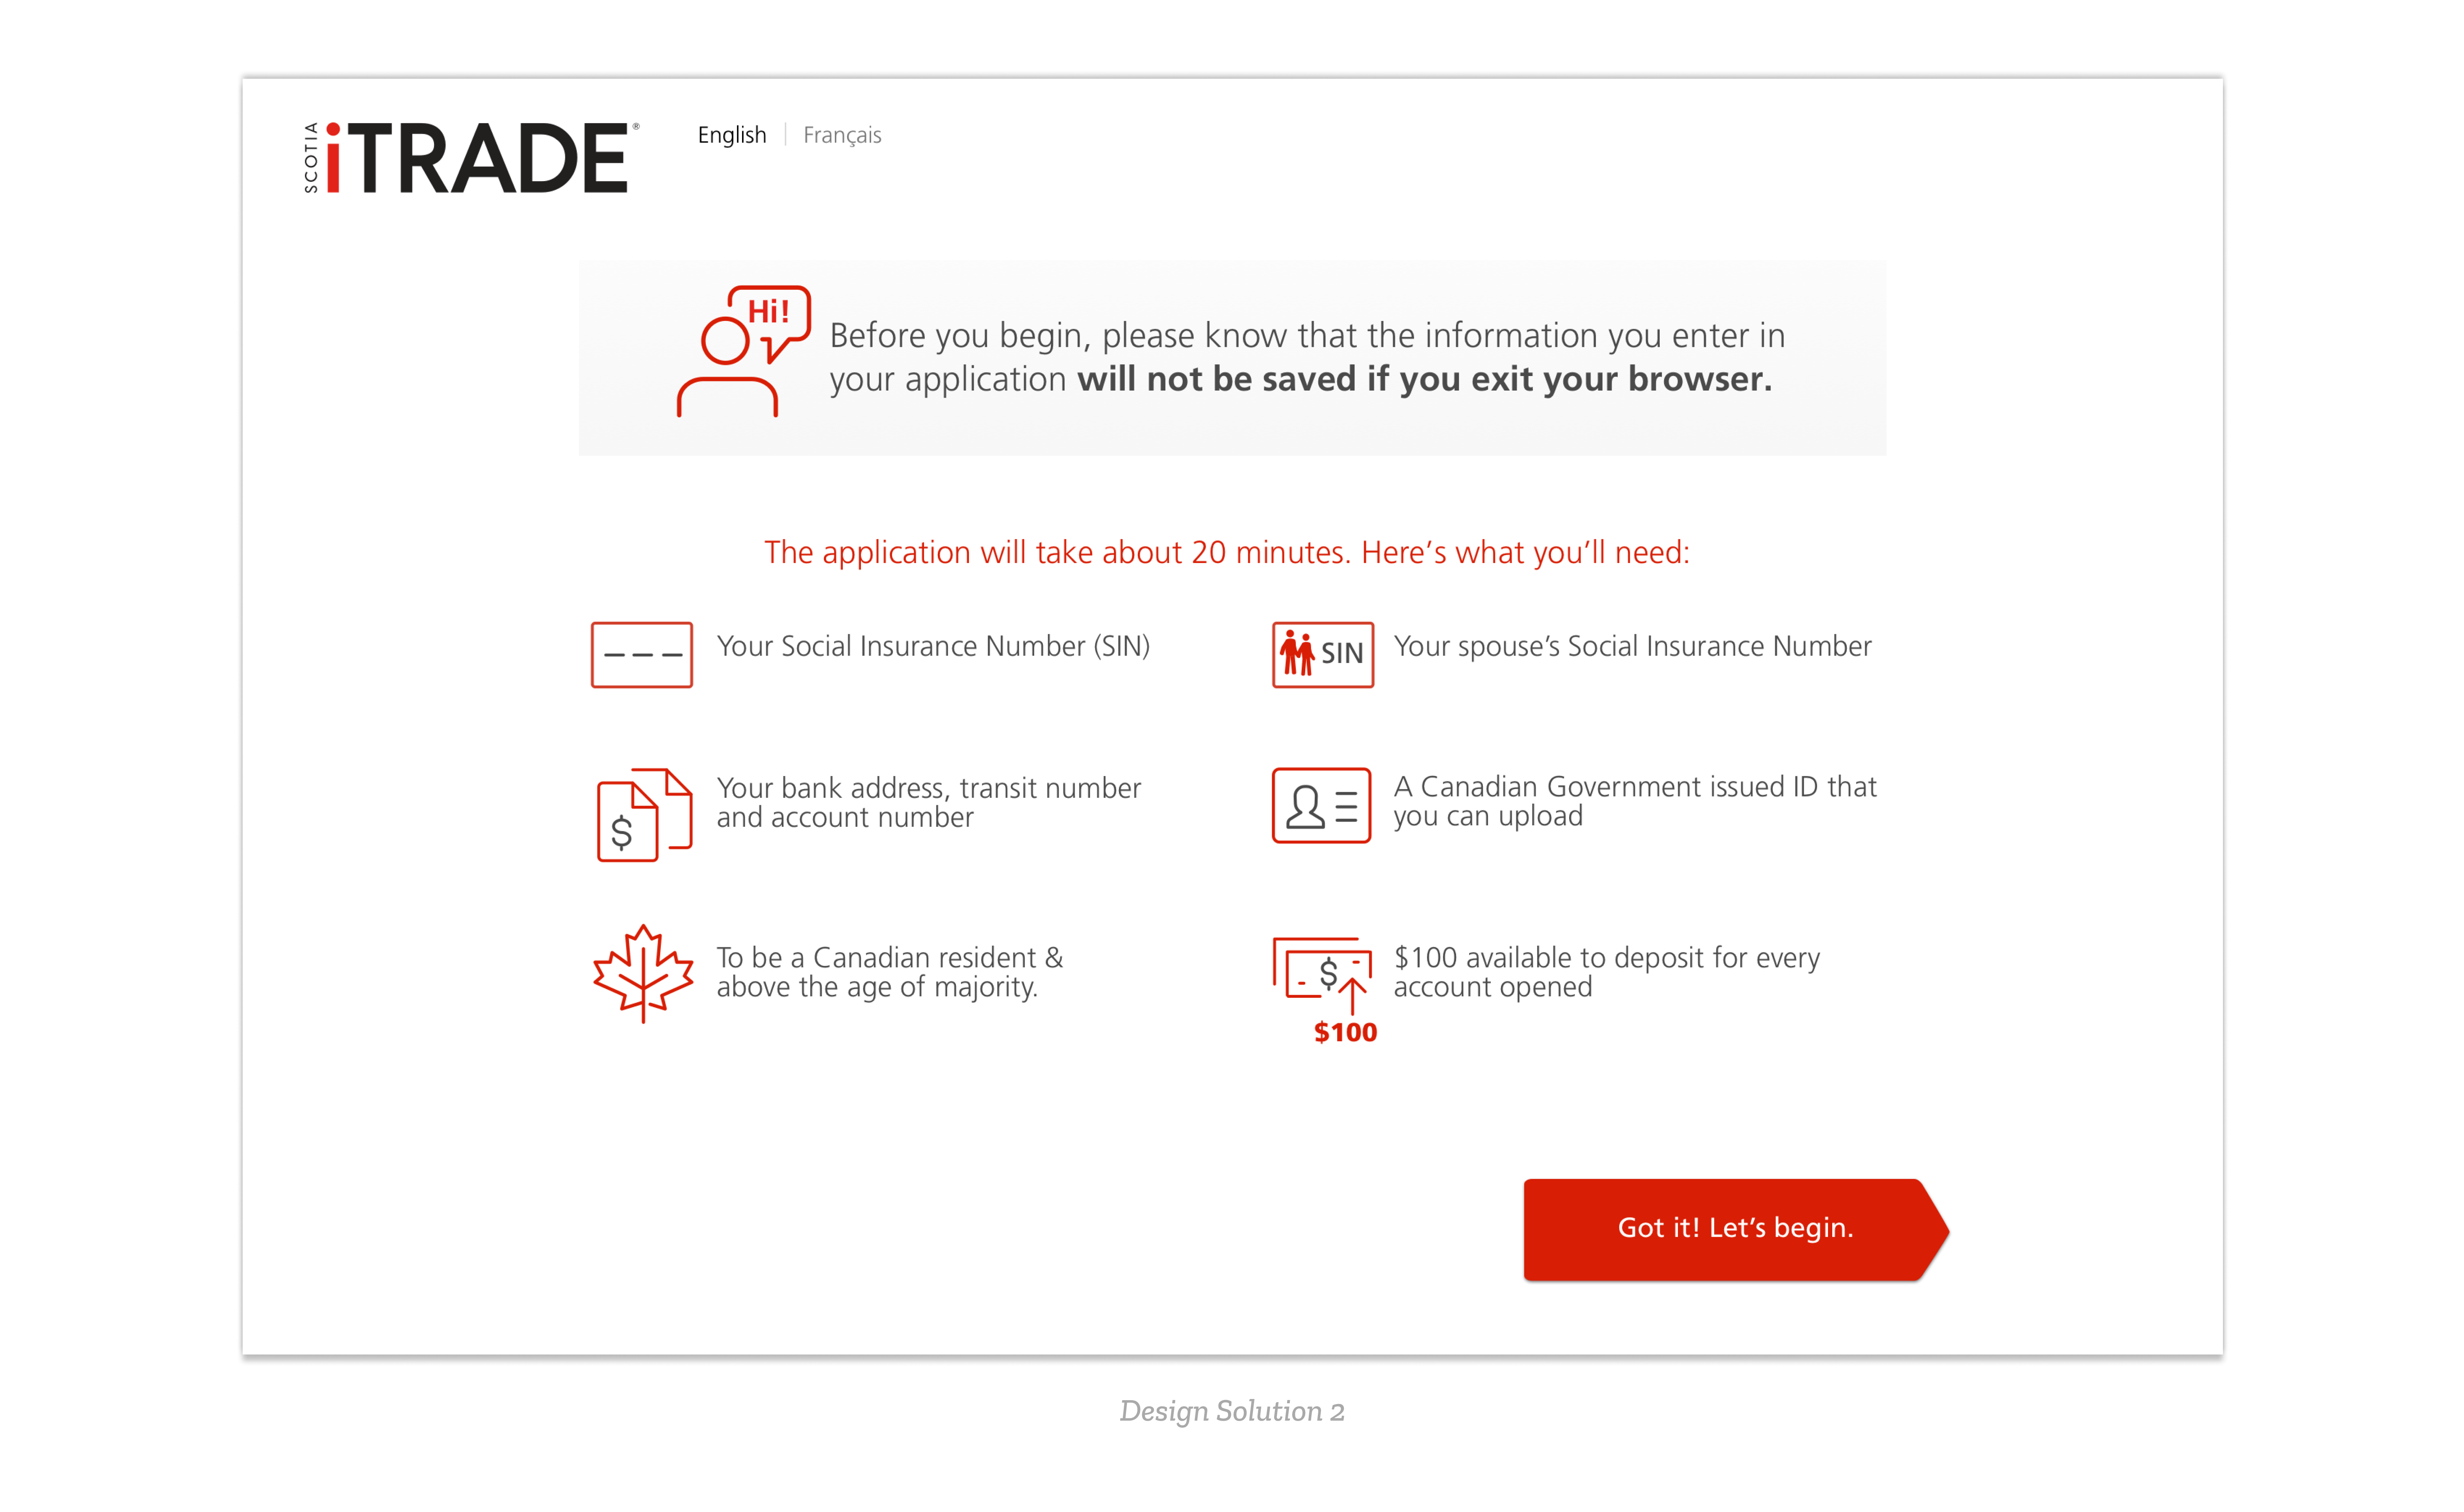 SCOTIA
iTRADE®
English | Français
Hi!
Before you begin, please know that the information you enter in
your application will not be saved if you exit your browser.
The application will take about 20 minutes. Here’s what you’ll need:
Your Social Insurance Number (SIN)
SIN
Your spouse’s Social Insurance Number
$
Your bank address, transit number
and account number
A Canadian Government issued ID that
you can upload
To be a Canadian resident &
above the age of majority.
$
$100
$100 available to deposit for every
account opened
Got it! Let’s begin.
Design Solution 2